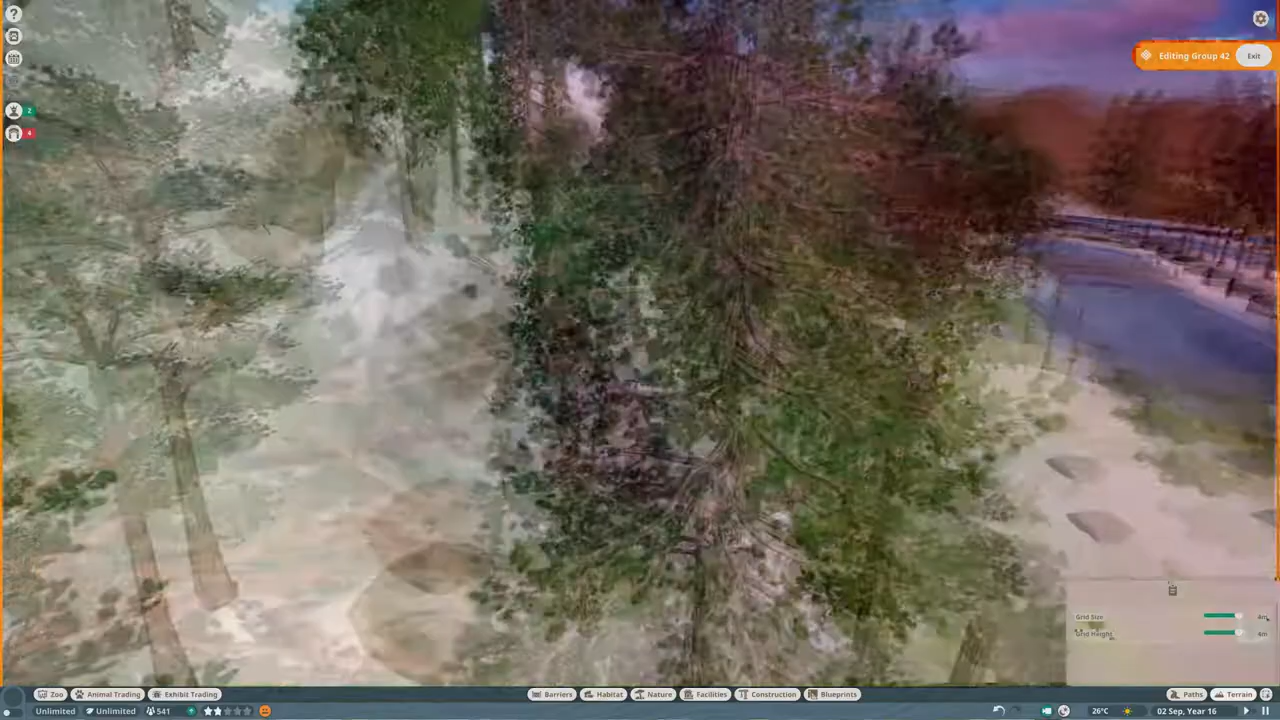 ?
Editing Group 42
Exit
2
4
Grid Size
4m
Grid Height
4m
Zoo
Animal Trading
Exhibit Trading
Barriers
Habitat
Nature
Facilities
Construction
Blueprints
Paths
Terrain
Unlimited
Unlimited
541
26°C
02 Sep, Year 16